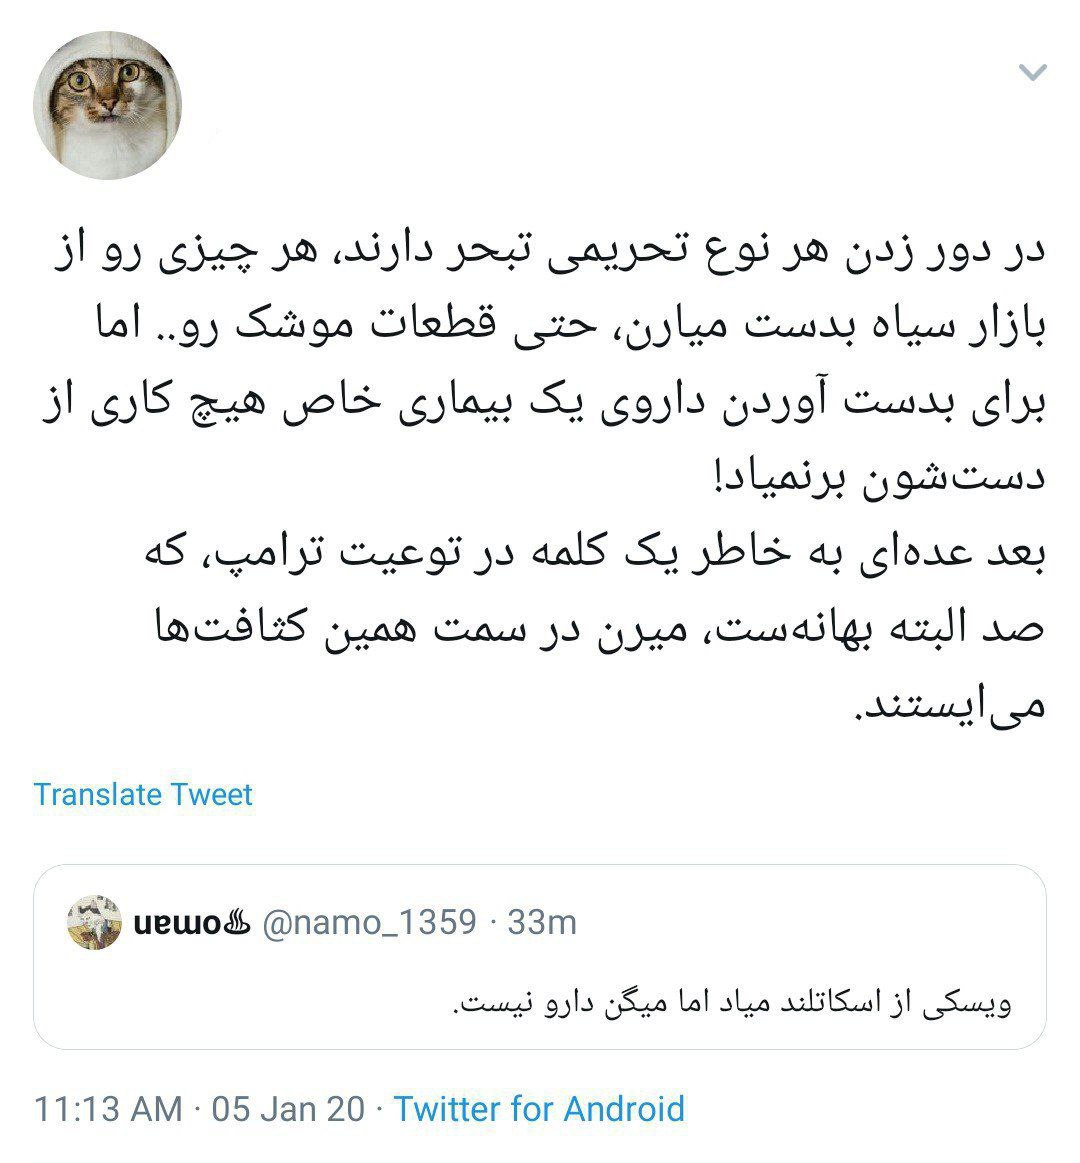 در دور زدن هر نوع تحریمی تبحر دارند، هر چیزی رو از
بازار سیاه بدست میارن، حتی قطعات موشک رو.. اما
برای بدست آوردن داروی یک بیماری خاص هیچ کاری از
دست‌شون برنمیاد!
بعد عده‌ای به خاطر یک کلمه در توعیت ترامپ، که
صد البته بهانه‌ست، میرن در سمت همین کثافت‌ها
می‌ایستند.
Translate Tweet
uɐɯo♨ @namo_1359 · 33m
ویسکی از اسکاتلند میاد اما میگن دارو نیست.
11:13 AM · 05 Jan 20 · Twitter for Android